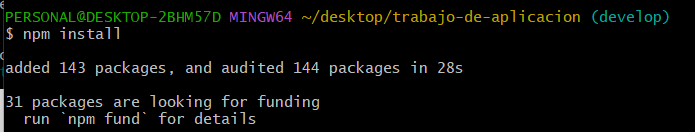 PERSONAL@DESKTOP-2BHM57D MINGW64 ~/desktop/trabajo-de-aplicacion (develop)
$ npm install
added 143 packages, and audited 144 packages in 28s
31 packages are looking for funding
run `npm fund` for details